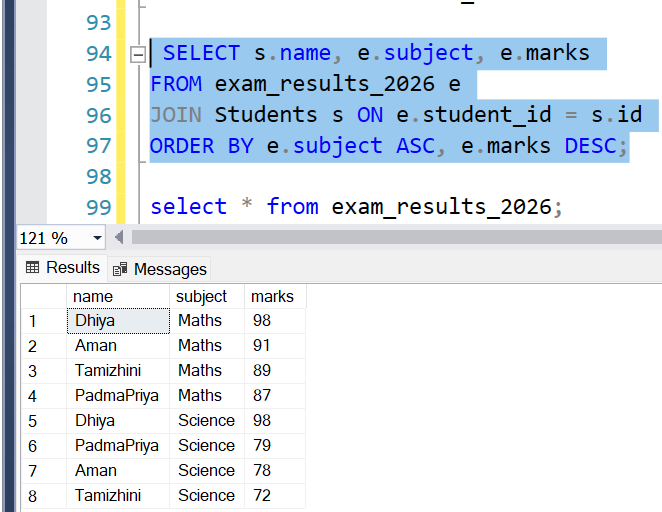 93
94 SELECT s.name, e.subject, e.marks
95 FROM exam_results_2026 e
96 JOIN Students s ON e.student_id = s.id
97 ORDER BY e.subject ASC, e.marks DESC;
98
99 select * from exam_results_2026;
121 %
Results Messages
name subject marks
1 Dhiya Maths 98
2 Aman Maths 91
3 Tamizhini Maths 89
4 PadmaPriya Maths 87
5 Dhiya Science 98
6 PadmaPriya Science 79
7 Aman Science 78
8 Tamizhini Science 72